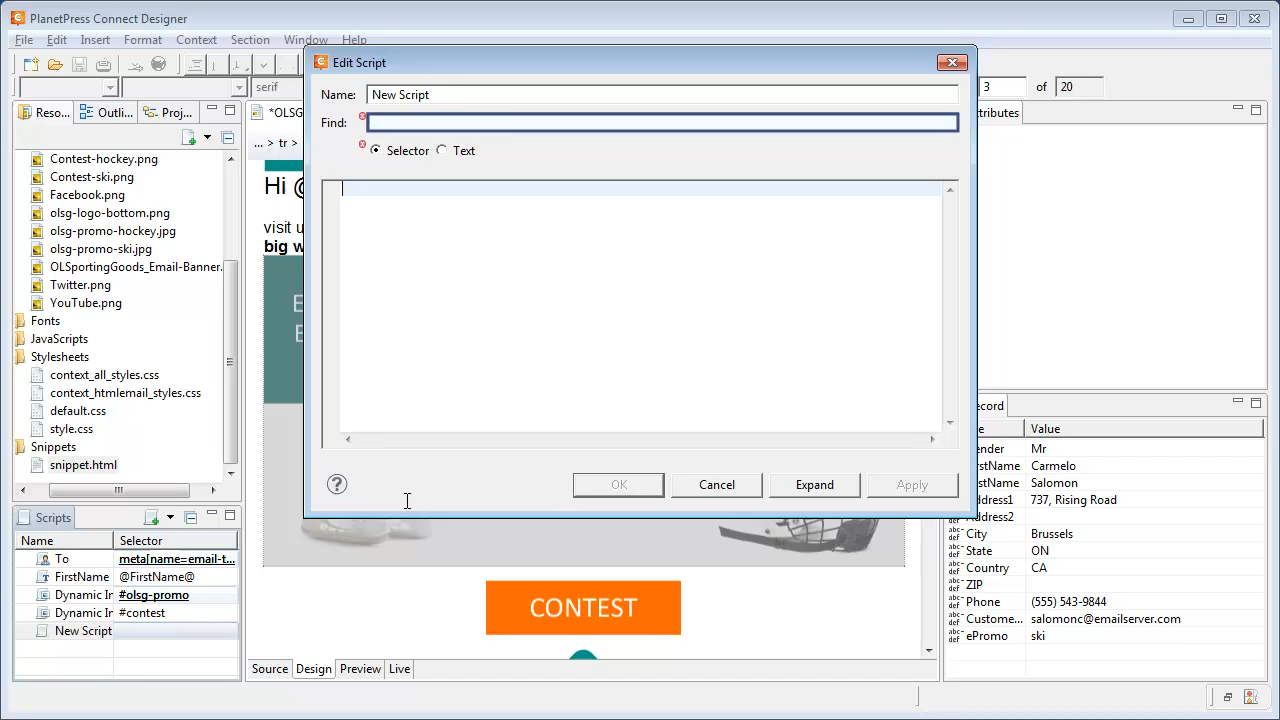 PlanetPress Connect Designer
File Edit Insert Format Context Section Window Help
serif
3 of 20
Reso... Outli... Proj...
*OLSG
tributes
... > tr >
Contest-hockey.png
Contest-ski.png
Facebook.png
olsg-logo-bottom.png
olsg-promo-hockey.jpg
olsg-promo-ski.jpg
OLSportingGoods_Email-Banner.
Twitter.png
YouTube.png
Fonts
JavaScripts
Stylesheets
context_all_styles.css
context_htmlemail_styles.css
default.css
style.css
Snippets
snippet.html
Hi @
visit u
big w
E
E
CONTEST
Source Design Preview Live
Edit Script
Name: New Script
Find:
Selector Text
OK Cancel Expand Apply
Scripts
Name Selector
To meta[name=email-t...
FirstName @FirstName@
Dynamic Ir #olsg-promo
Dynamic Ir #contest
New Script
ecord
e Value
ender Mr
rstName Carmelo
stName Salomon
ddress1 737, Rising Road
Address2
City Brussels
State ON
Country CA
ZIP
Phone (555) 543-9844
Custome... salomonc@emailserver.com
ePromo ski